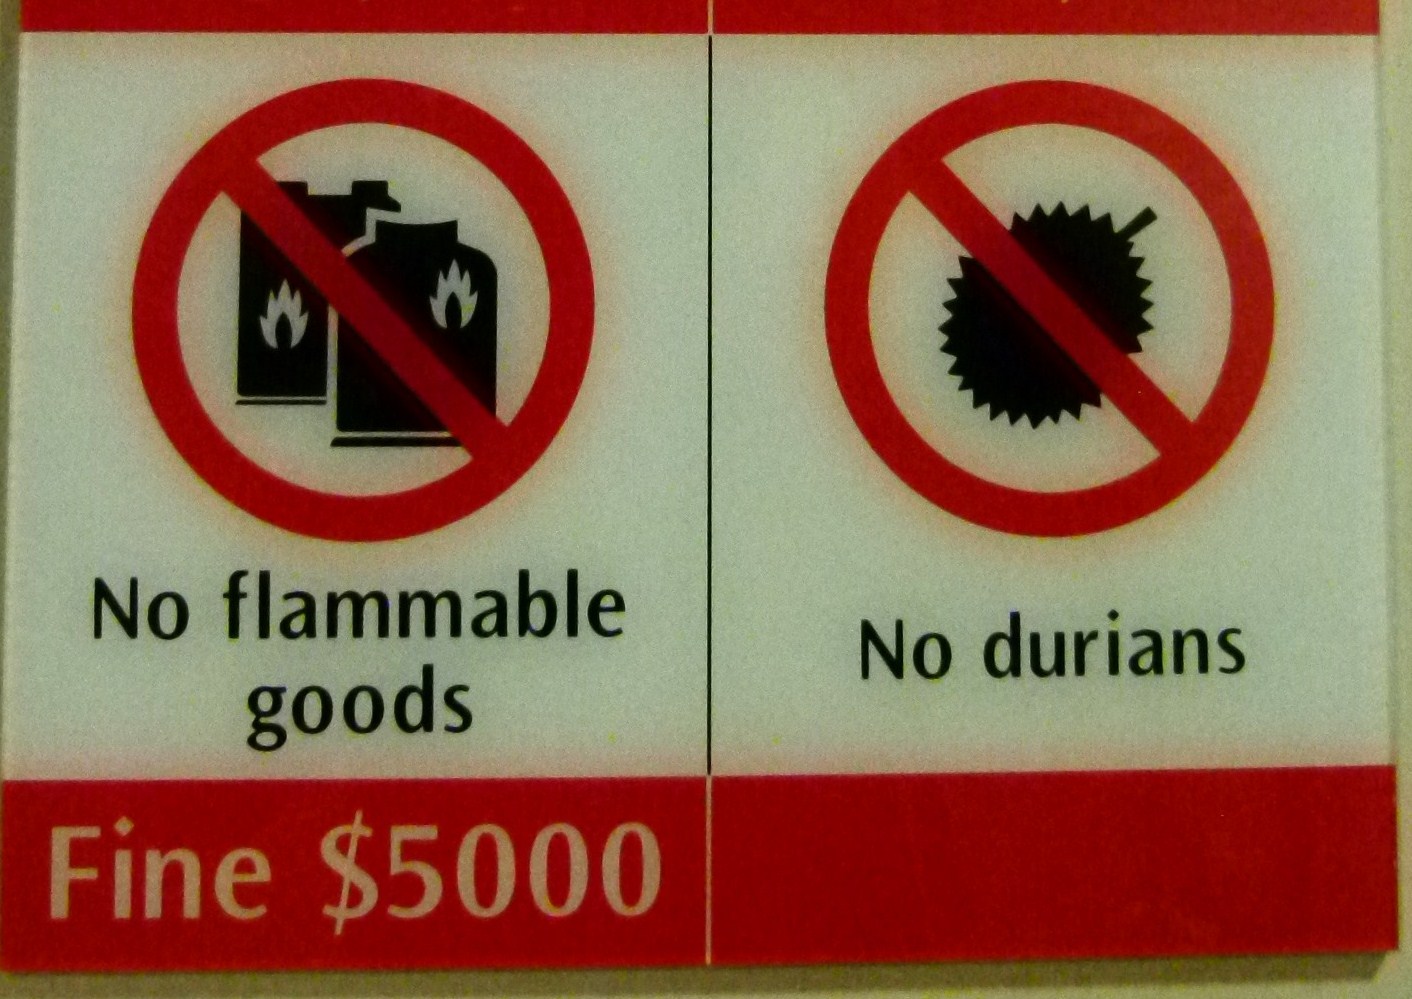 No flammable
goods
No durians
Fine $5000